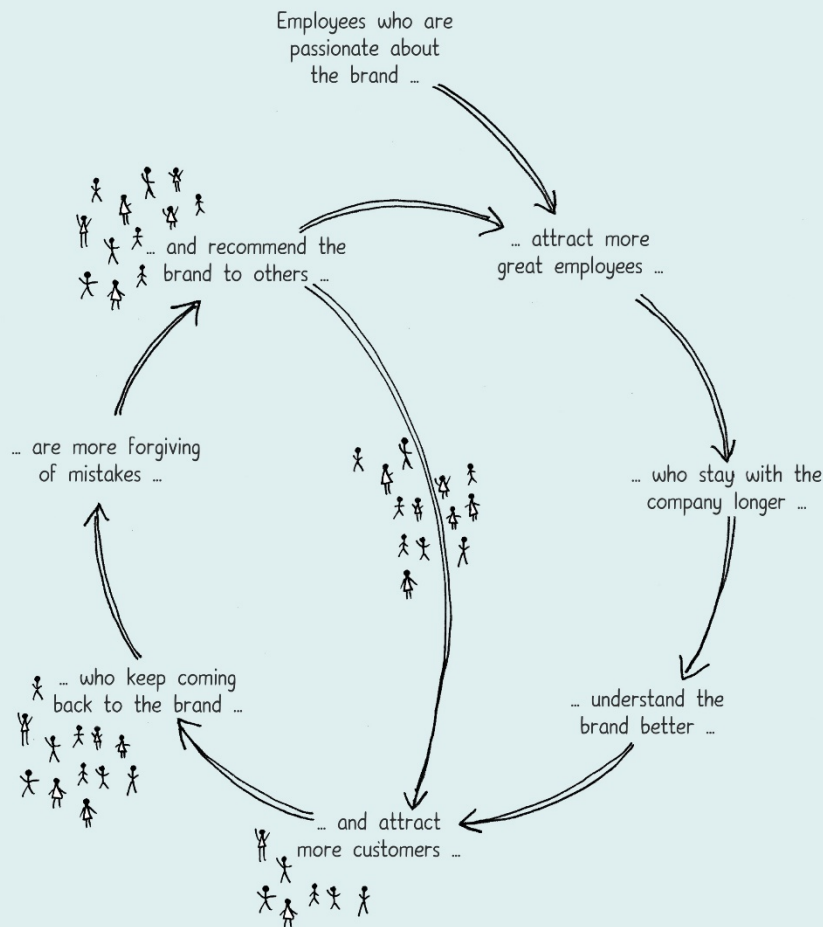 Employees who are
passionate about
the brand ...
... attract more
great employees ...
... who stay with the
company longer ...
... understand the
brand better ...
... and attract
more customers ...
... who keep coming
back to the brand ...
... are more forgiving
of mistakes ...
... and recommend the
brand to others ...